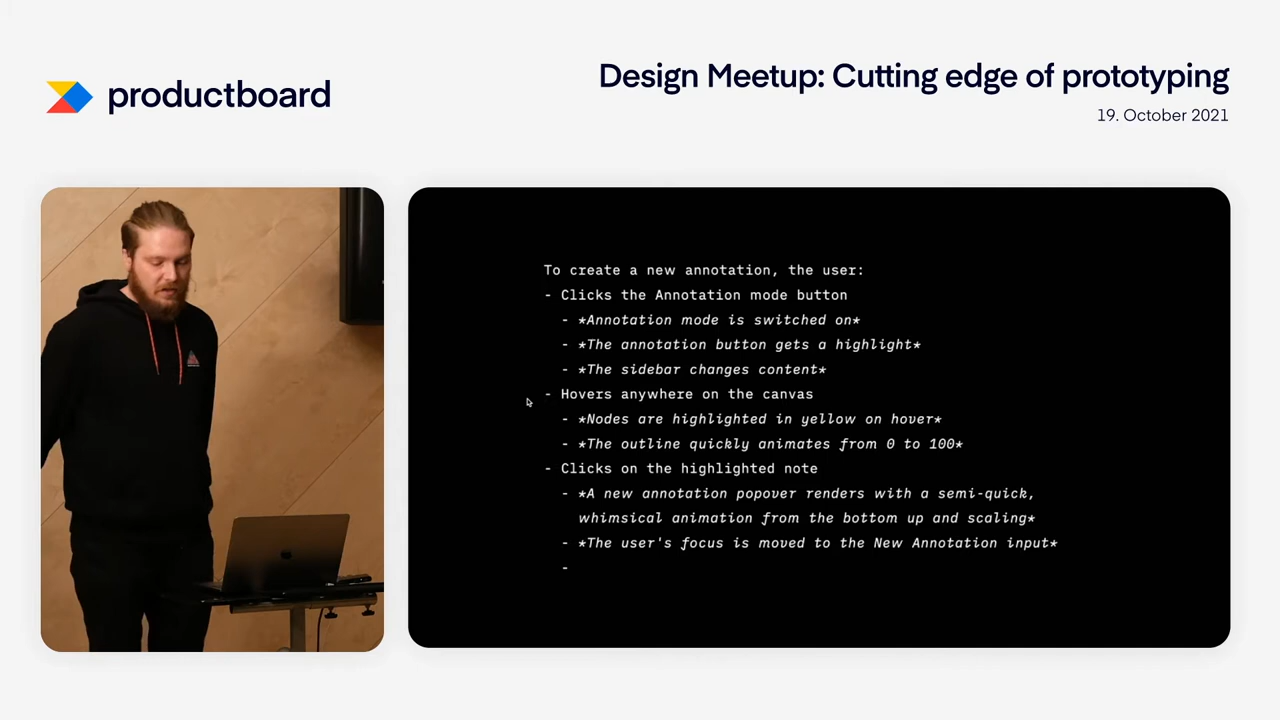 productboard
Design Meetup: Cutting edge of prototyping
19. October 2021
To create a new annotation, the user:
- Clicks the Annotation mode button
- *Annotation mode is switched on*
- *The annotation button gets a highlight*
- *The sidebar changes content*
- Hovers anywhere on the canvas
- *Nodes are highlighted in yellow on hover*
- *The outline quickly animates from 0 to 100*
- Clicks on the highlighted note
- *A new annotation popover renders with a semi-quick,
whimsical animation from the bottom up and scaling*
- *The user's focus is moved to the New Annotation input*
-